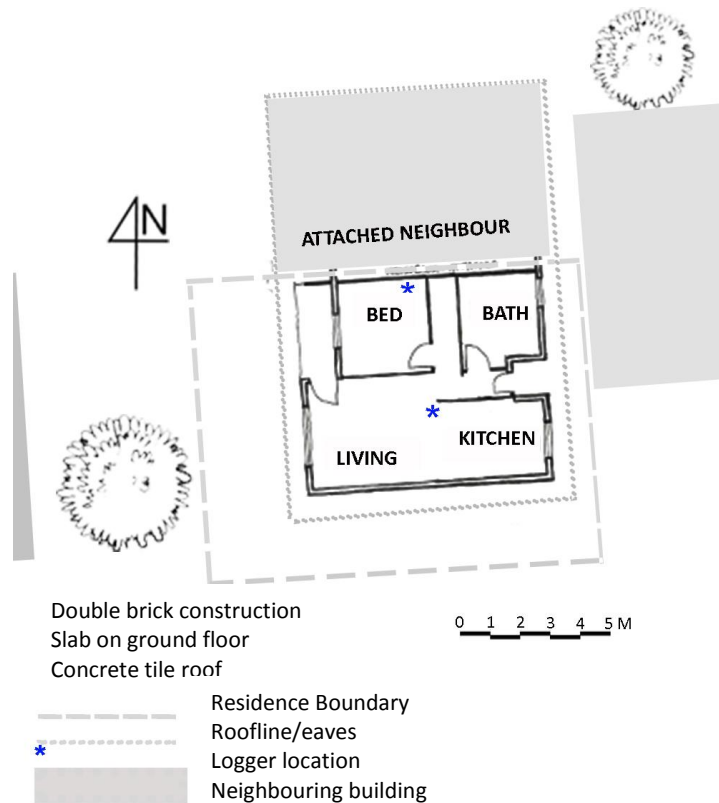 N
ATTACHED NEIGHBOUR
*
BED
BATH
*
KITCHEN
LIVING
Double brick construction
Slab on ground floor
Concrete tile roof
0 1 2 3 4 5 M
Residence Boundary
Roofline/eaves
* Logger location
Neighbouring building